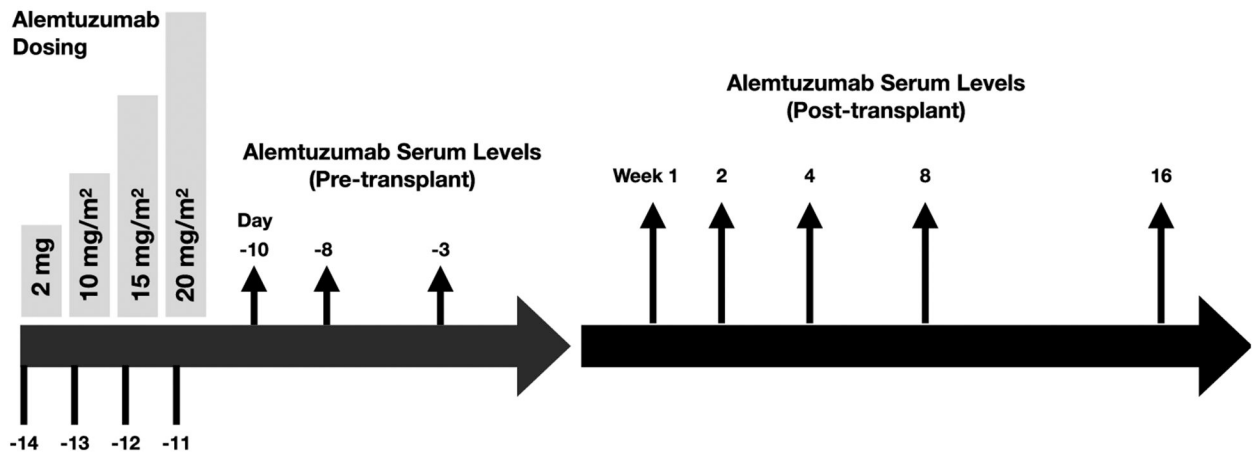 Alemtuzumab
Dosing
2 mg
10 mg/m²
15 mg/m²
20 mg/m²
-14
-13
-12
-11
Alemtuzumab Serum Levels
(Pre-transplant)
Day
-10
-8
-3
Alemtuzumab Serum Levels
(Post-transplant)
Week 1
2
4
8
16